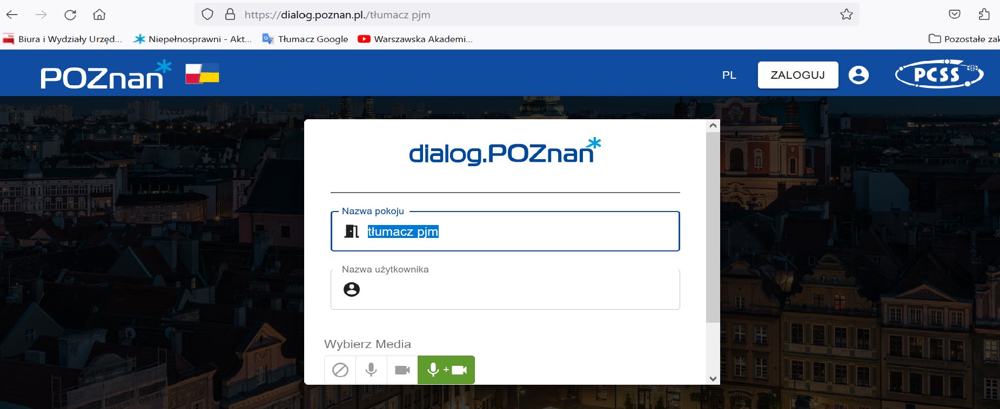 https://dialog.poznan.pl./tłumacz pjm
Biura i Wydziały Urzęd... Niepełnosprawni - Akt... Tłumacz Google Warszawska Akademi... Pozostałe zak
POZnan* PL ZALOGUJ PCSS
dialog.POZnan*
Nazwa pokoju
tłumacz pjm
Nazwa użytkownika
Wybierz Media
+